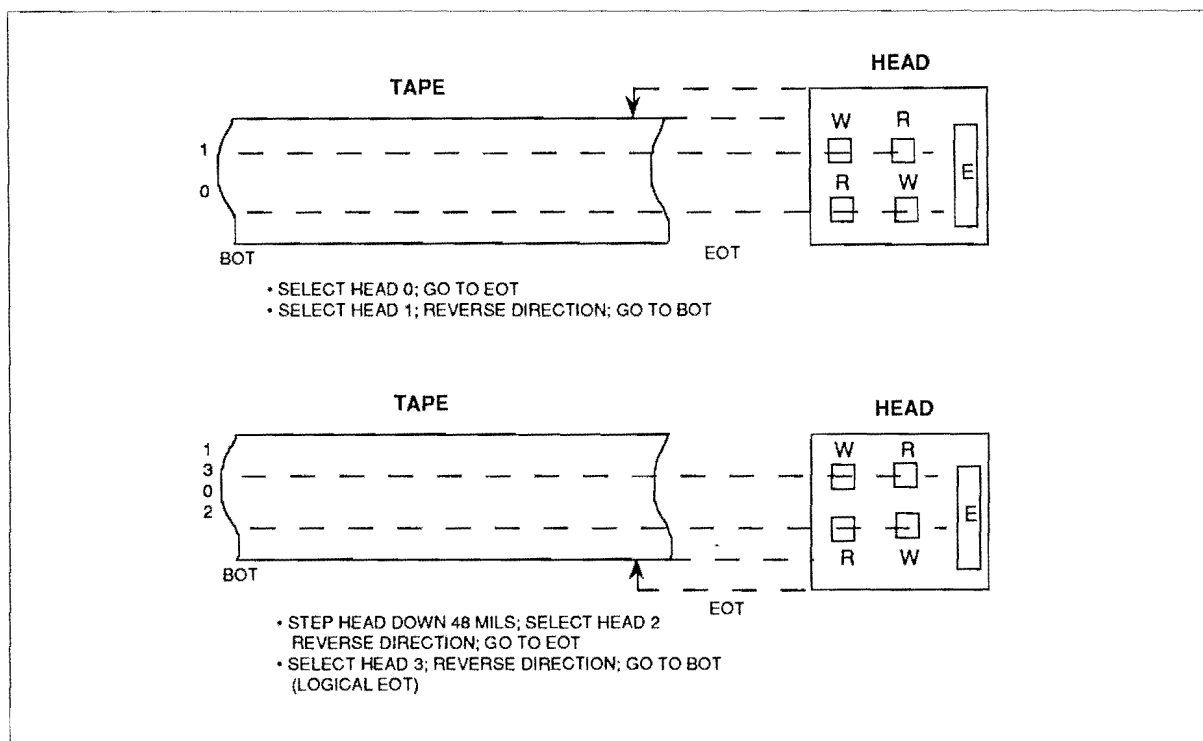 HEAD
TAPE
W R
1
R W
E
0
BOT
EOT
• SELECT HEAD 0; GO TO EOT
• SELECT HEAD 1; REVERSE DIRECTION; GO TO BOT
TAPE
HEAD
1
W R
3
0
E
2
R W
BOT
EOT
• STEP HEAD DOWN 48 MILS; SELECT HEAD 2
REVERSE DIRECTION; GO TO EOT
• SELECT HEAD 3; REVERSE DIRECTION; GO TO BOT
(LOGICAL EOT)